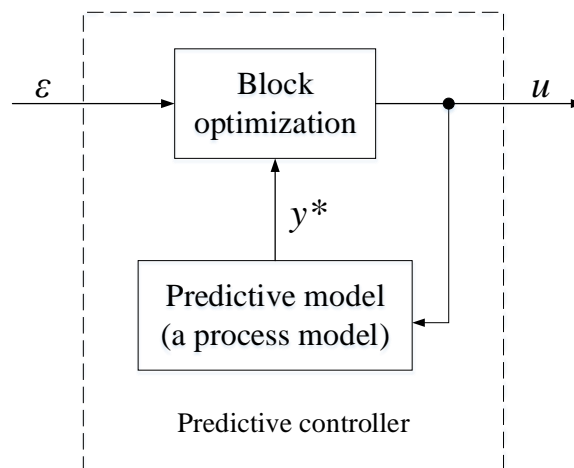 ε
Block
optimization
u
y*
Predictive model
(a process model)
Predictive controller